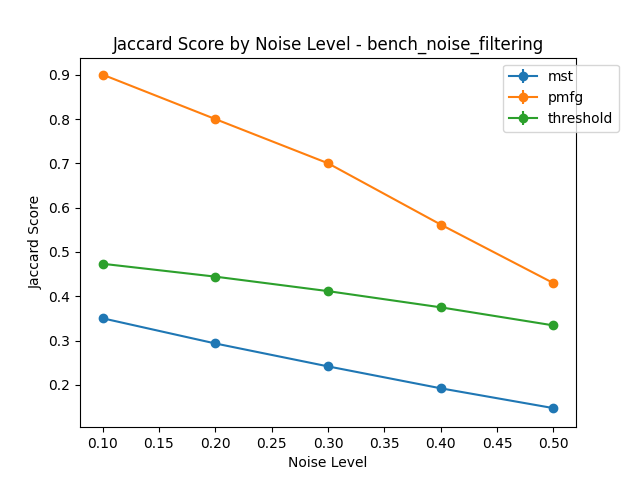 Jaccard Score by Noise Level - bench_noise_filtering
mst
pmfg
threshold
0.9
0.8
0.7
0.6
0.5
0.4
0.3
0.2
Jaccard Score
0.10 0.15 0.20 0.25 0.30 0.35 0.40 0.45 0.50
Noise Level